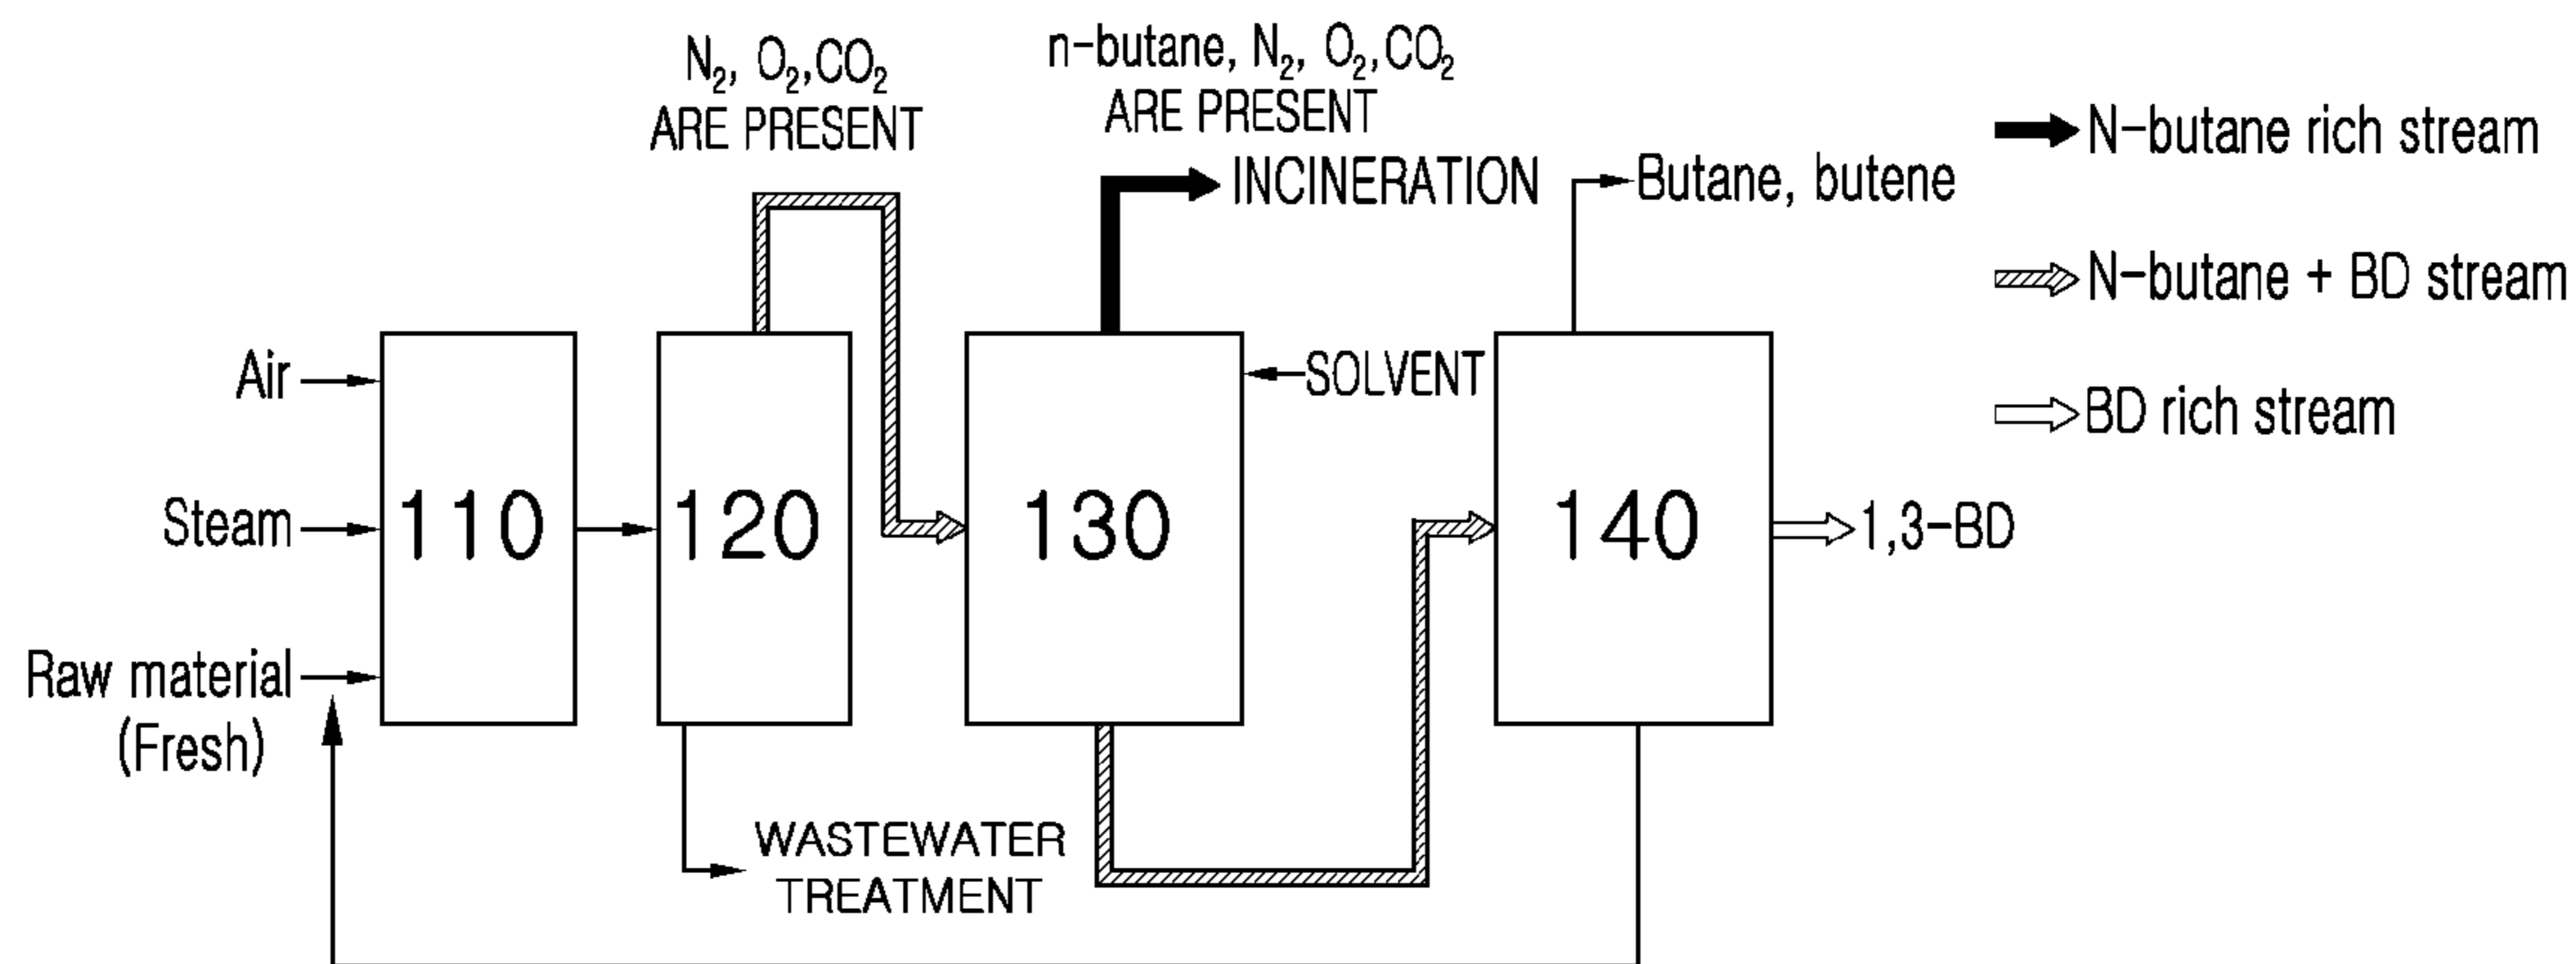 N₂, O₂,CO₂
ARE PRESENT
n-butane, N₂, O₂,CO₂
ARE PRESENT
INCINERATION
Butane, butene
N-butane rich stream
N-butane + BD stream
BD rich stream
Air
Steam
Raw material
(Fresh)
110
120
130
140
SOLVENT
1,3-BD
WASTEWATER
TREATMENT